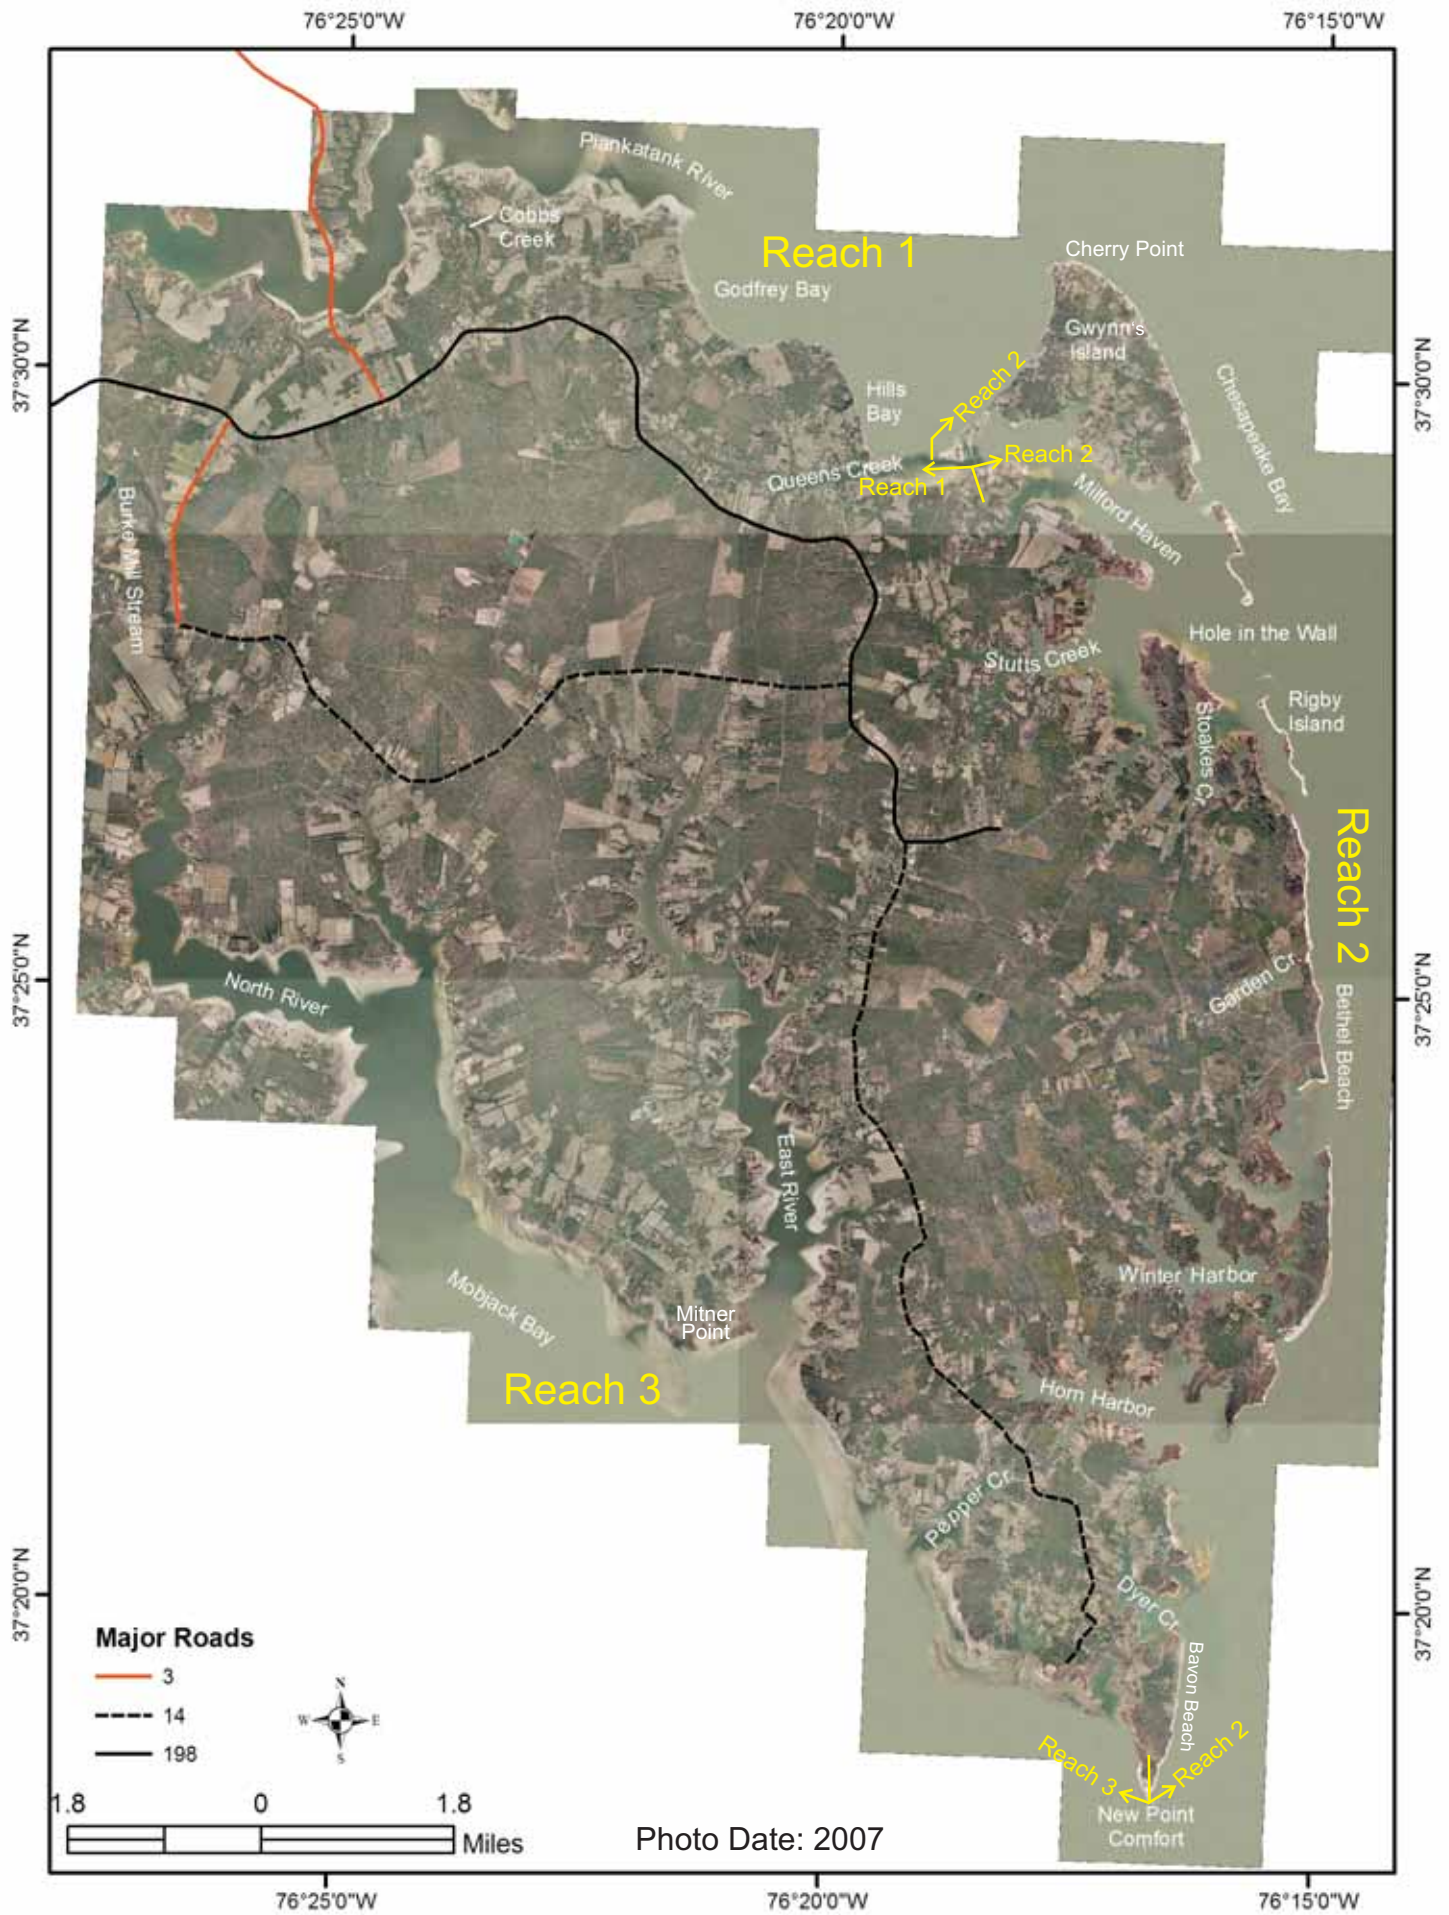 76°25'0"W
76°20'0"W
76°15'0"W
Piankatank River
Cobbs
Creek
Reach 1
Cherry Point
Godfrey Bay
Gwynn's
Island
37°30'0"N
37°30'0"N
Hills
Bay
Reach 2
Chesapeake Bay
Queens Creek
Reach 1
Reach 2
Milford Haven
Burke Mill Stream
Hole in the Wall
Stutts Creek
Rigby
Island
Stoakes Cr.
Reach 2
Garden Cr.
North River
37°25'0"N
37°25'0"N
Bethel Beach
East River
Winter Harbor
Mobjack Bay
Mitner
Point
Reach 3
Horn Harbor
Pepper Cr.
37°20'0"N
37°20'0"N
Dyer Cr.
Bavon Beach
Major Roads
3
14
198
N
W
E
S
Reach 3
Reach 2
New Point
Comfort
1.8
0
1.8
Miles
Photo Date: 2007
76°25'0"W
76°20'0"W
76°15'0"W